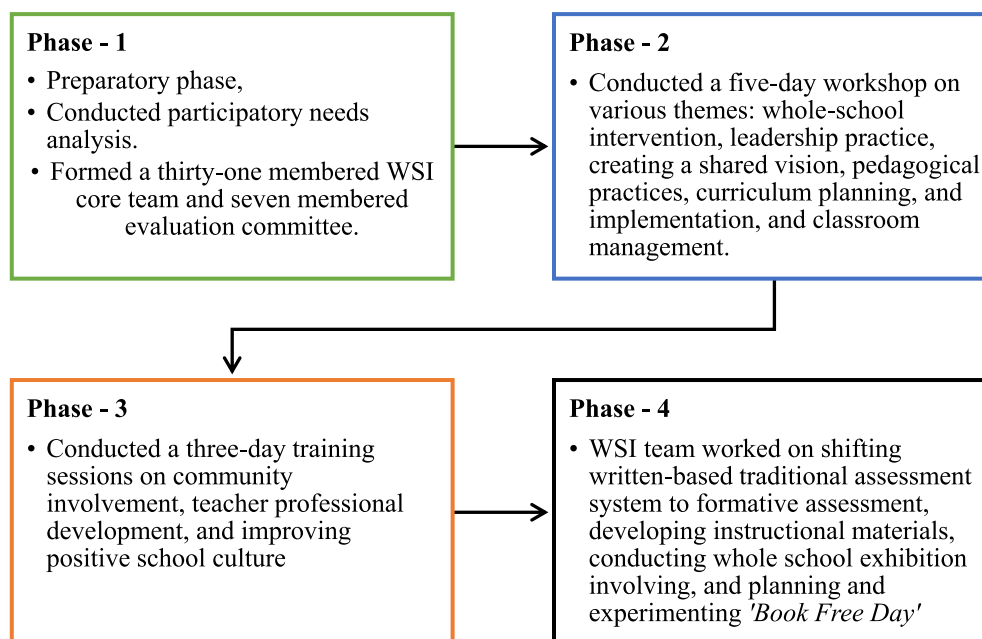 Phase - 1
• Preparatory phase,
• Conducted participatory needs
analysis.
• Formed a thirty-one membered WSI
core team and seven membered
evaluation committee.
Phase - 2
• Conducted a five-day workshop on
various themes: whole-school
intervention, leadership practice,
creating a shared vision, pedagogical
practices, curriculum planning, and
implementation, and classroom
management.
Phase - 3
• Conducted a three-day training
sessions on community
involvement, teacher professional
development, and improving
positive school culture
Phase - 4
• WSI team worked on shifting
written-based traditional assessment
system to formative assessment,
developing instructional materials,
conducting whole school exhibition
involving, and planning and
experimenting 'Book Free Day'